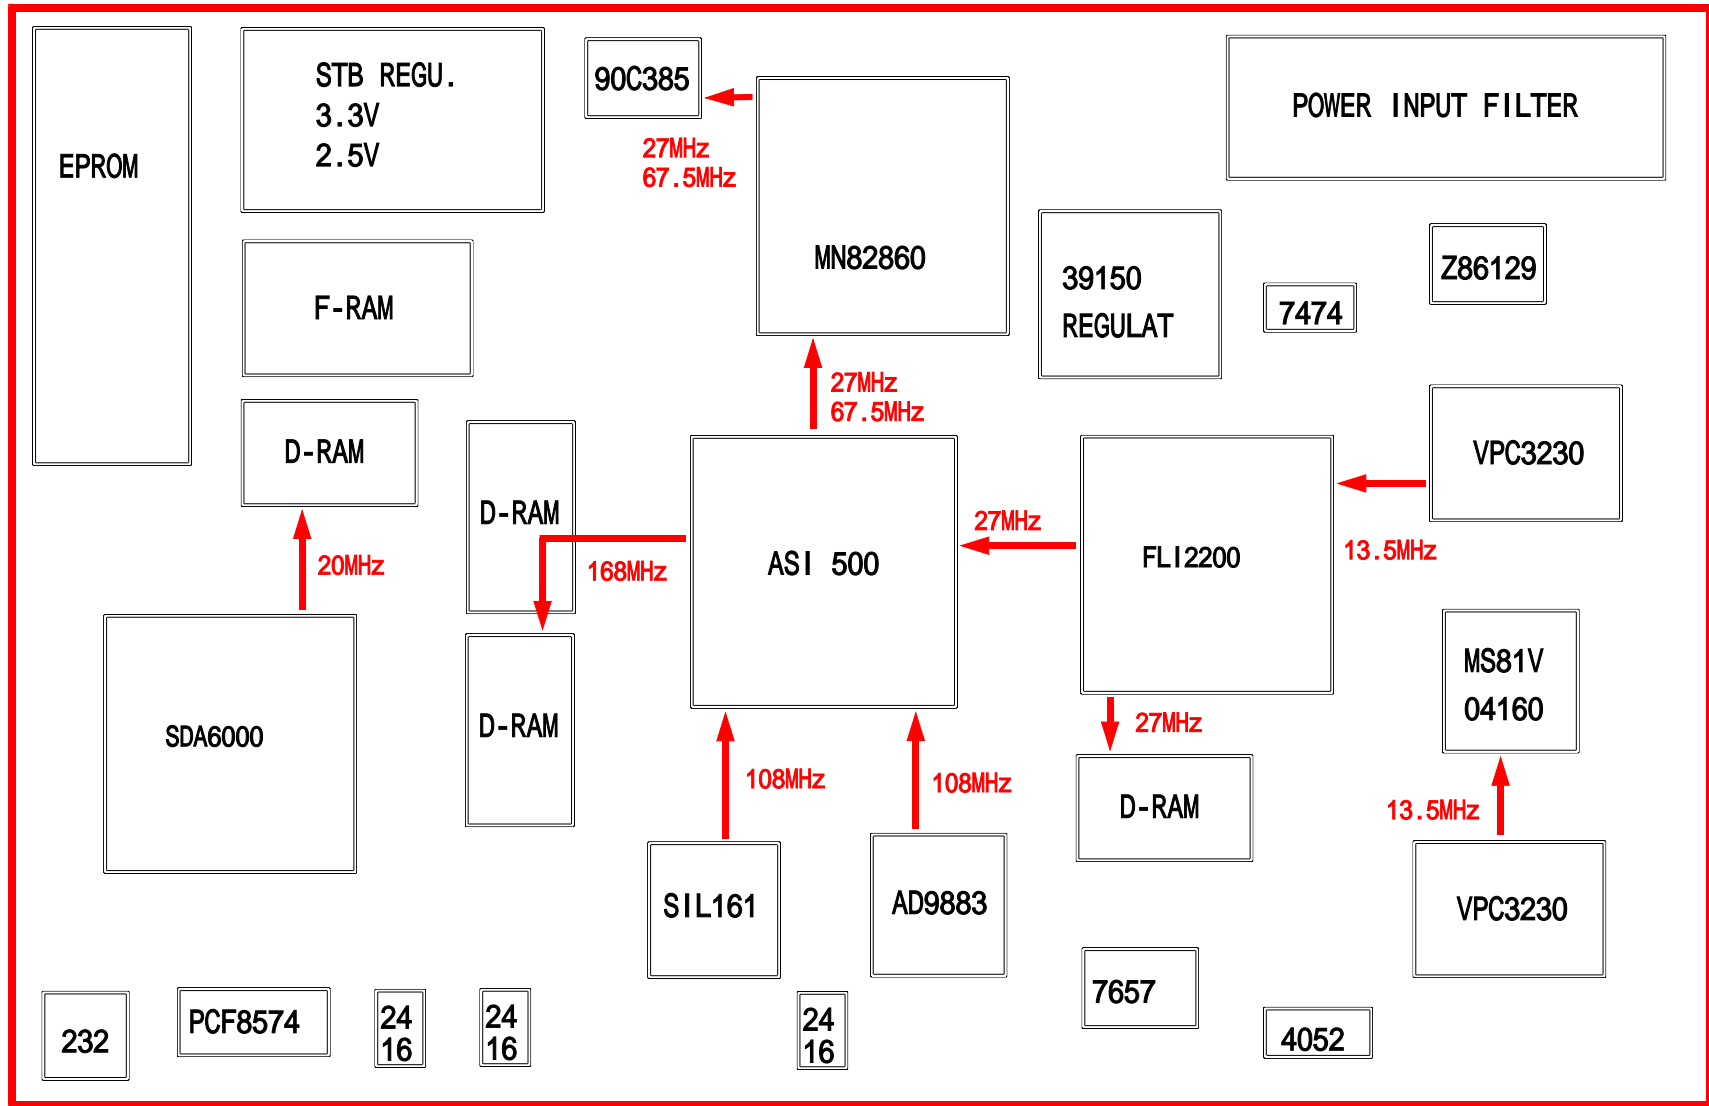 STB REGU.
3.3V
2.5V
90C385
POWER INPUT FILTER
EPROM
27MHz
67.5MHz
MN82860
39150
REGULAT
Z86129
7474
F-RAM
27MHz
67.5MHz
D-RAM
D-RAM
VPC3230
20MHz
168MHz
ASI 500
27MHz
FLI2200
13.5MHz
MS81V
04160
SDA6000
D-RAM
108MHz
108MHz
27MHz
D-RAM
13.5MHz
SIL161
AD9883
VPC3230
7657
232
PCF8574
24
16
24
16
24
16
4052